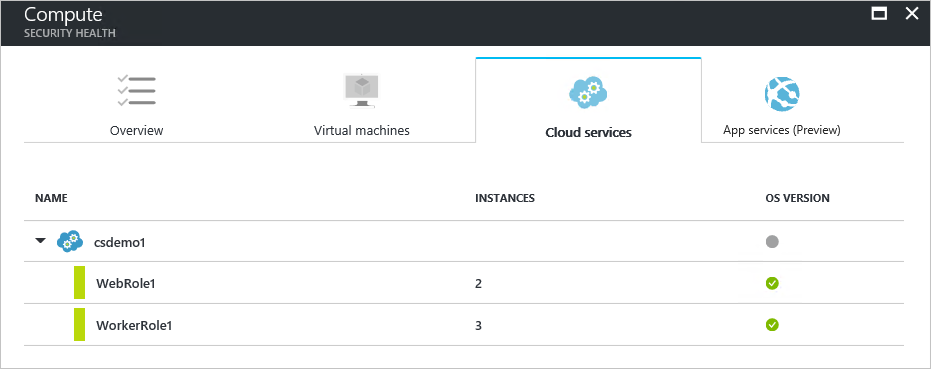 Compute
SECURITY HEALTH
Overview
Virtual machines
Cloud services
App services (Preview)
NAME INSTANCES OS VERSION
csdemo1
WebRole1 2
WorkerRole1 3